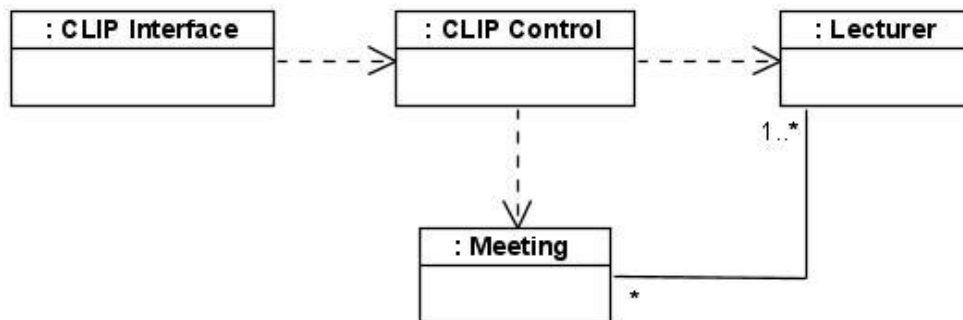 : CLIP Interface
: CLIP Control
: Lecturer
1..*
: Meeting
*